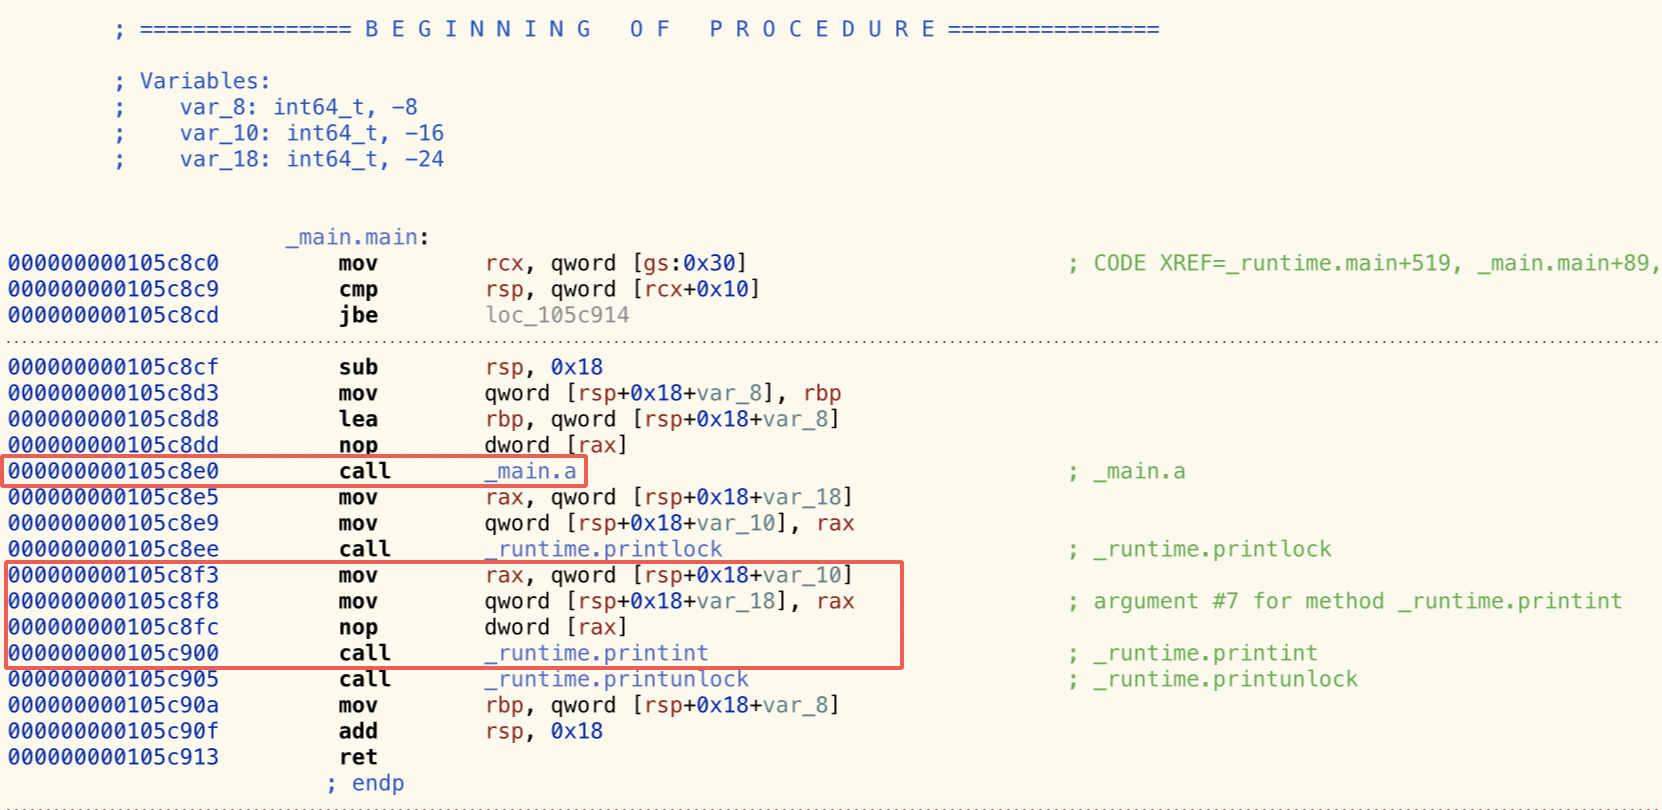 ; ================ B E G I N N I N G   O F   P R O C E D U R E ================
; Variables:
;    var_8: int64_t, -8
;    var_10: int64_t, -16
;    var_18: int64_t, -24
_main.main:
000000000105c8c0 mov rcx, qword [gs:0x30] ; CODE XREF=_runtime.main+519, _main.main+89,
000000000105c8c9 cmp rsp, qword [rcx+0x10]
000000000105c8cd jbe loc_105c914
000000000105c8cf sub rsp, 0x18
000000000105c8d3 mov qword [rsp+0x18+var_8], rbp
000000000105c8d8 lea rbp, qword [rsp+0x18+var_8]
000000000105c8dd nop dword [rax]
000000000105c8e0 call _main.a ; _main.a
000000000105c8e5 mov rax, qword [rsp+0x18+var_18]
000000000105c8e9 mov qword [rsp+0x18+var_10], rax
000000000105c8ee call _runtime.printlock ; _runtime.printlock
000000000105c8f3 mov rax, qword [rsp+0x18+var_10]
000000000105c8f8 mov qword [rsp+0x18+var_18], rax ; argument #7 for method _runtime.printint
000000000105c8fc nop dword [rax]
000000000105c900 call _runtime.printint ; _runtime.printint
000000000105c905 call _runtime.printunlock ; _runtime.printunlock
000000000105c90a mov rbp, qword [rsp+0x18+var_8]
000000000105c90f add rsp, 0x18
000000000105c913 ret
; endp